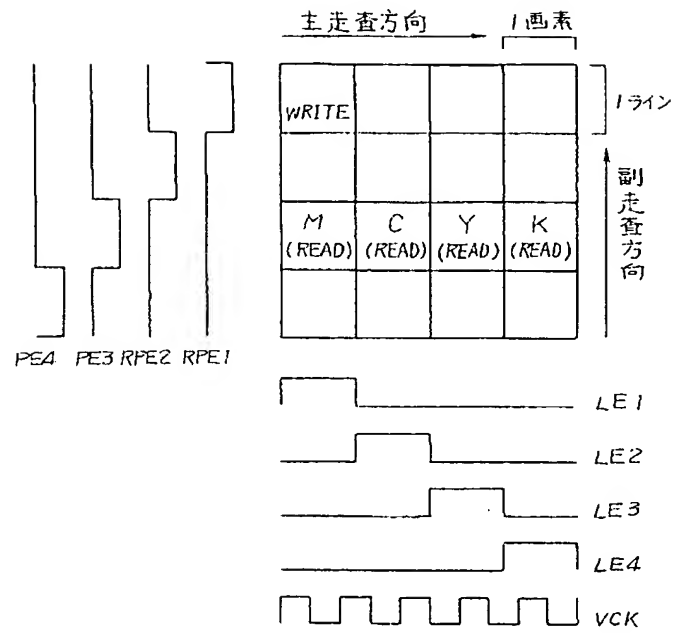 主走査方向
1画素
WRITE
1ライン
副走査方向
M C Y K
(READ) (READ) (READ) (READ)
PE4 PE3 RPE2 RPE1
LE1
LE2
LE3
LE4
VCK